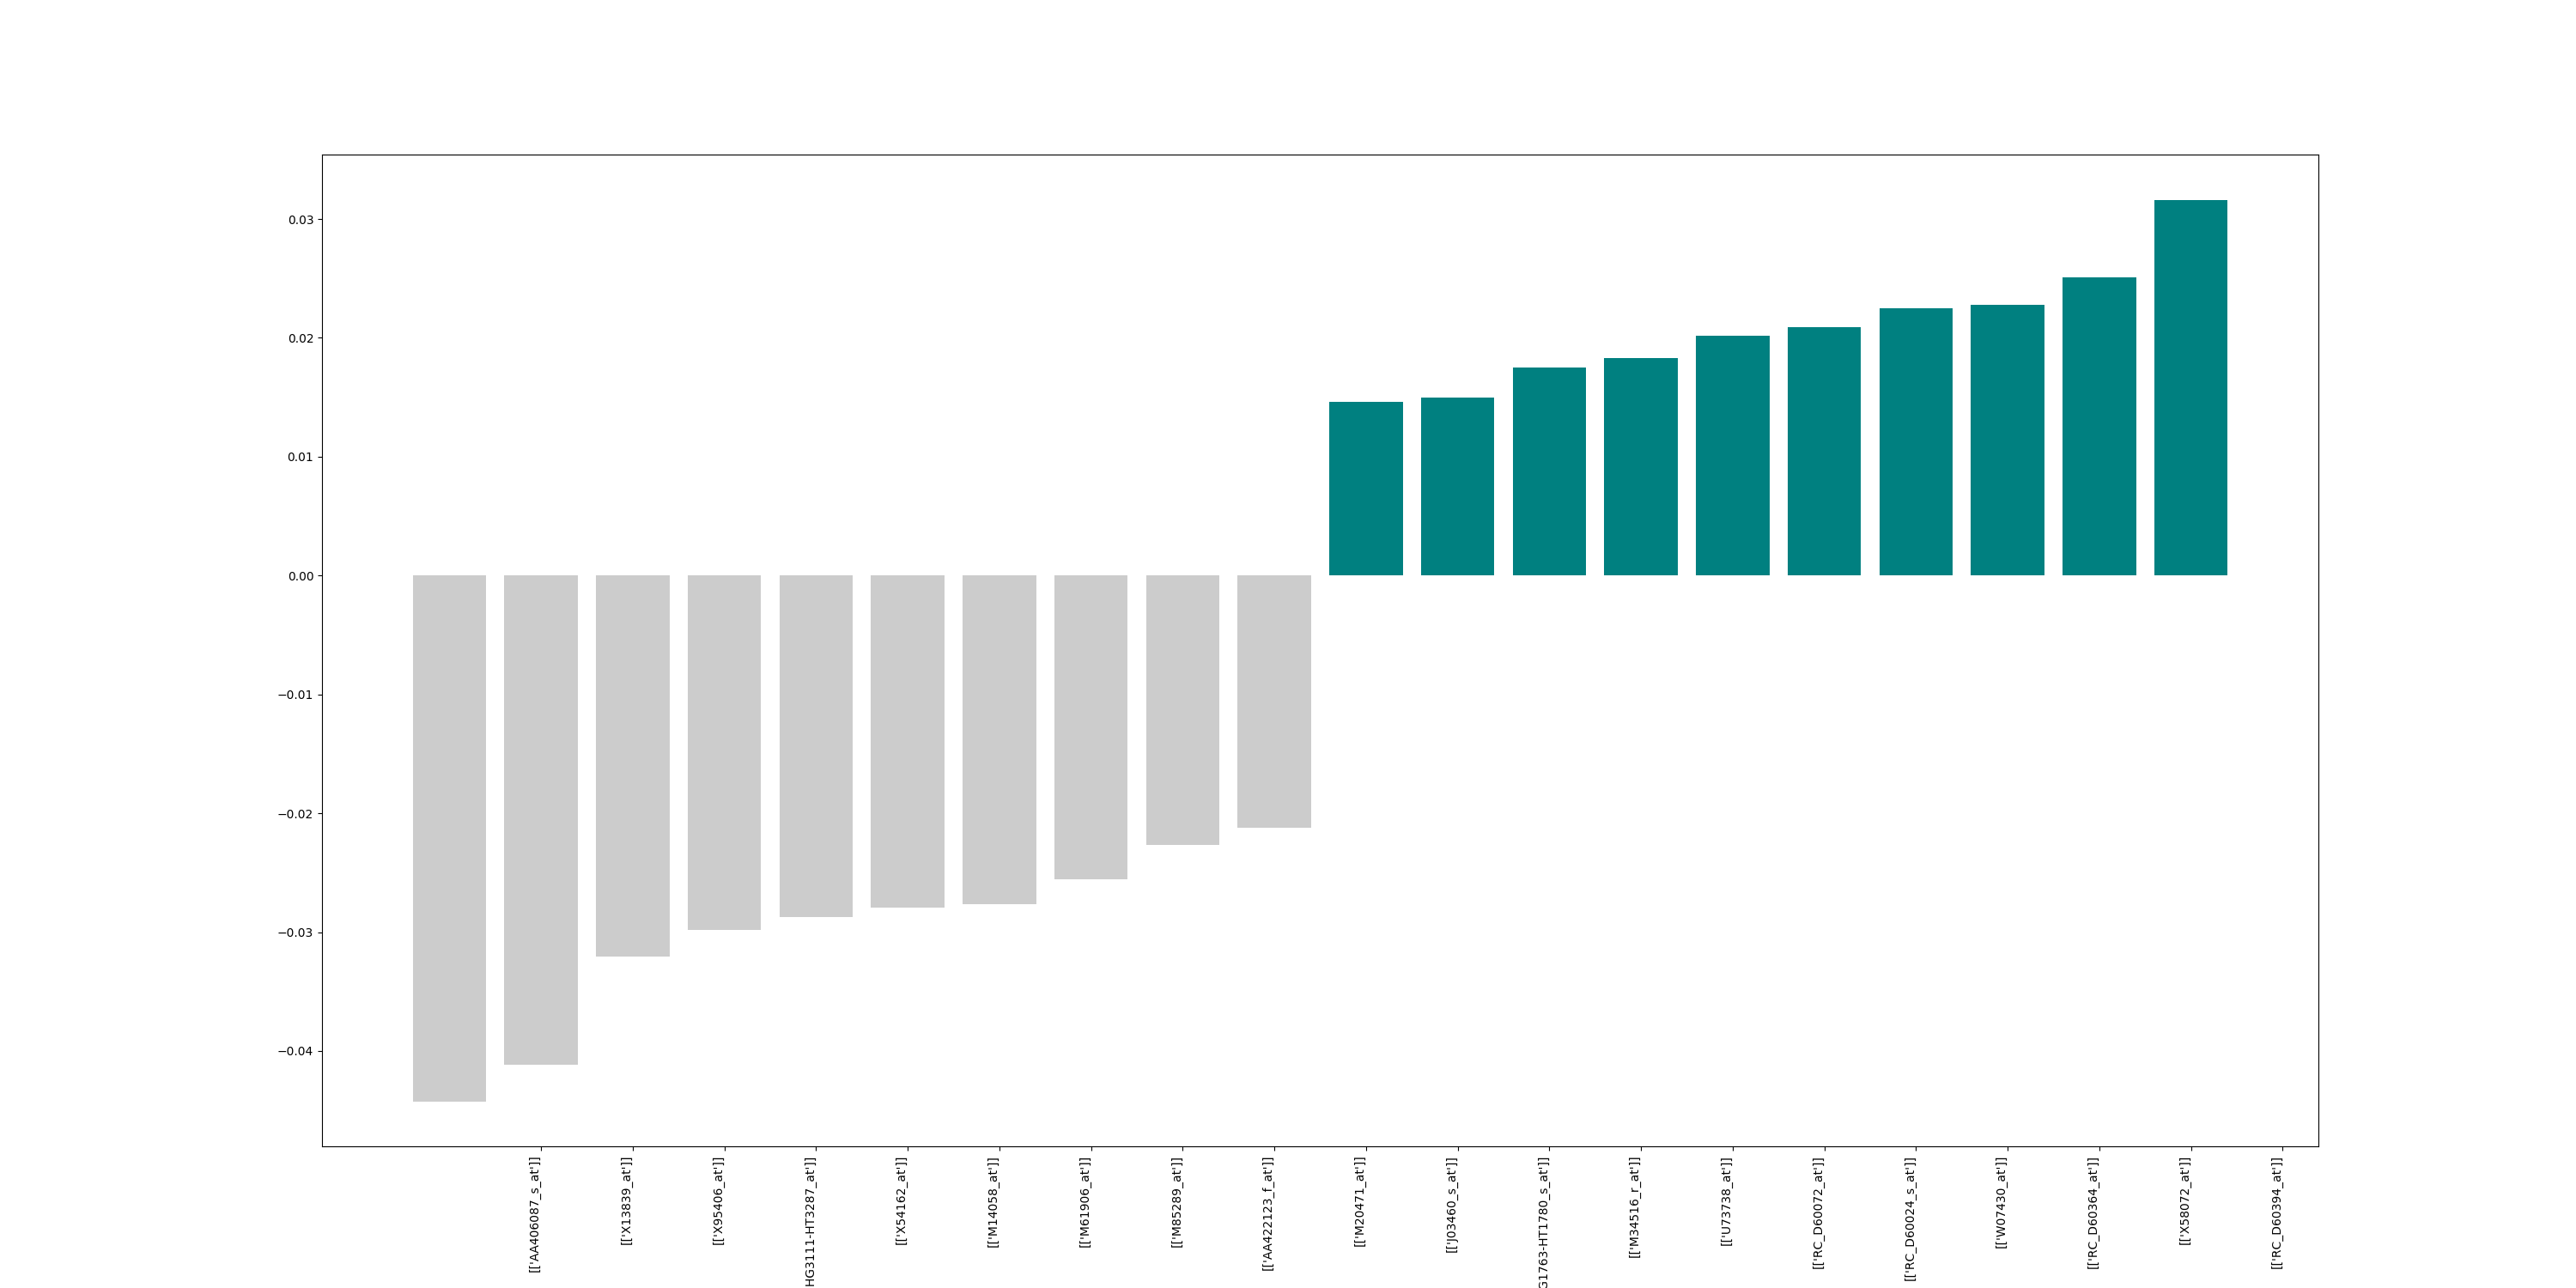 0.03
0.02
0.01
0.00
−0.01
−0.02
−0.03
−0.04
[['AA406087_s_at']]
[['X13839_at']]
[['X95406_at']]
HG3111-HT3287_at']]
[['X54162_at']]
[['M14058_at']]
[['M61906_at']]
[['M85289_at']]
[['AA422123_f_at']]
[['M20471_at']]
[['J03460_s_at']]
G1763-HT1780_s_at']]
[['M34516_r_at']]
[['U73738_at']]
[['RC_D60072_at']]
[['RC_D60024_s_at']]
[['W07430_at']]
[['RC_D60364_at']]
[['X58072_at']]
[['RC_D60394_at']]